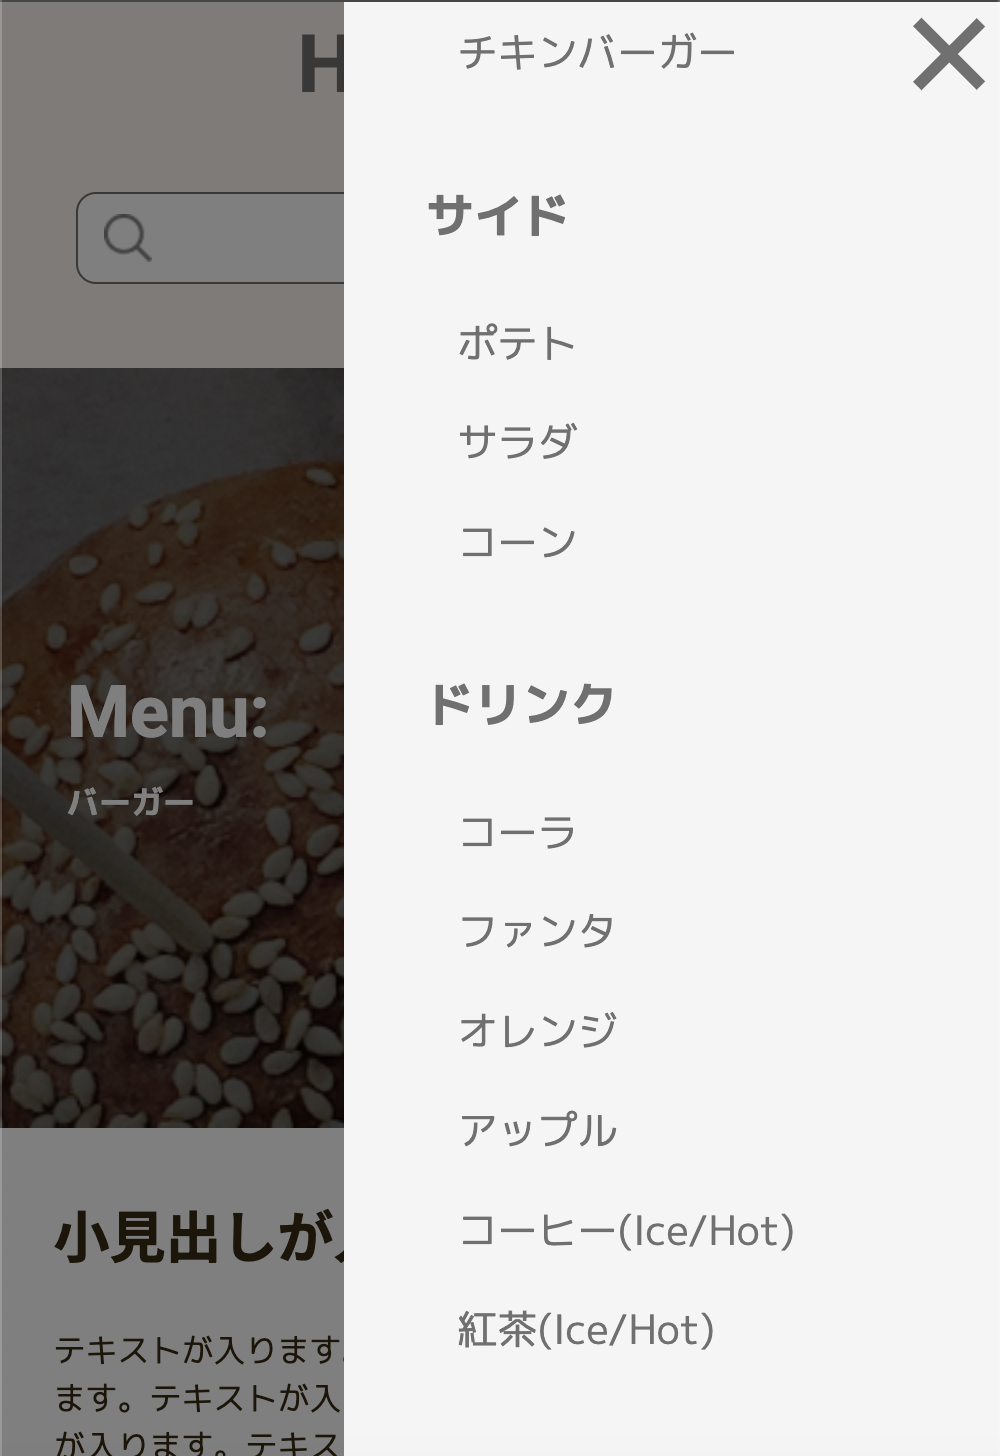 H
チキンバーガー
サイド
ポテト
サラダ
コーン
ドリンク
コーラ
ファンタ
オレンジ
アップル
コーヒー(Ice/Hot)
紅茶(Ice/Hot)
Menu:
バーガー
小見出しが
テキストが入ります
ます。テキストが入
が入ります。テキス